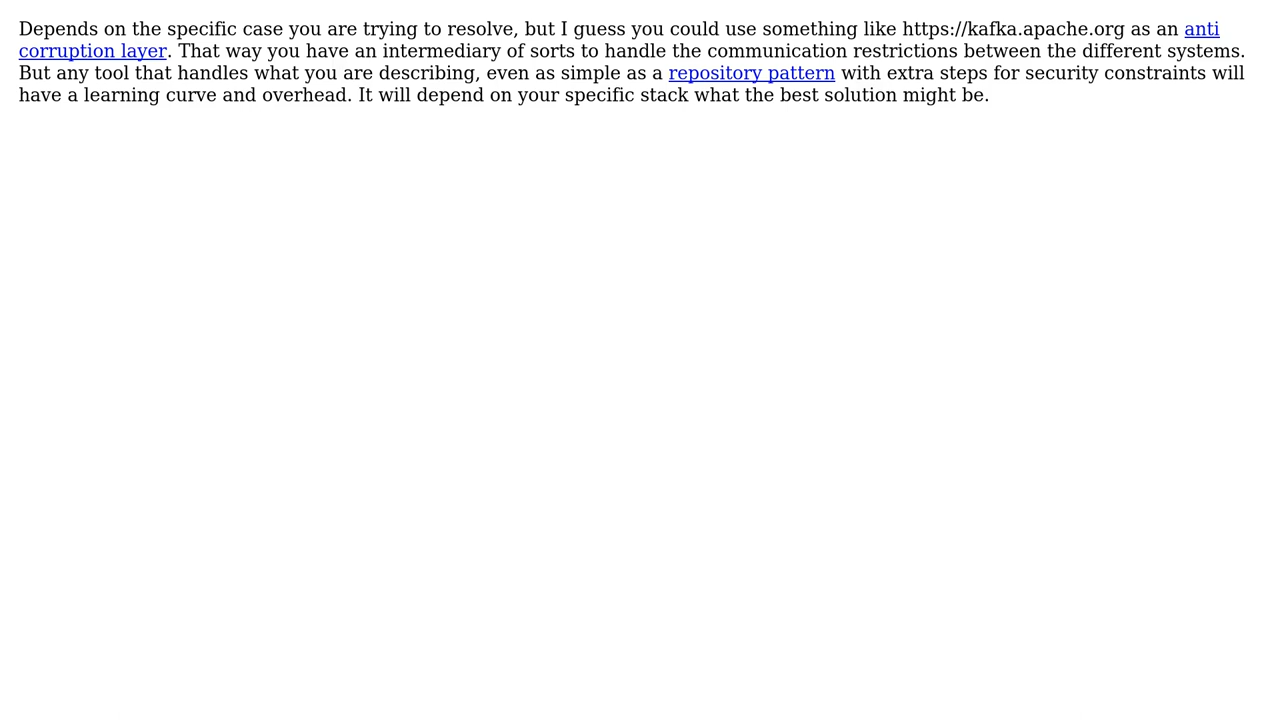 Depends on the specific case you are trying to resolve, but I guess you could use something like https://kafka.apache.org as an anti
corruption layer. That way you have an intermediary of sorts to handle the communication restrictions between the different systems.
But any tool that handles what you are describing, even as simple as a repository pattern with extra steps for security constraints will
have a learning curve and overhead. It will depend on your specific stack what the best solution might be.